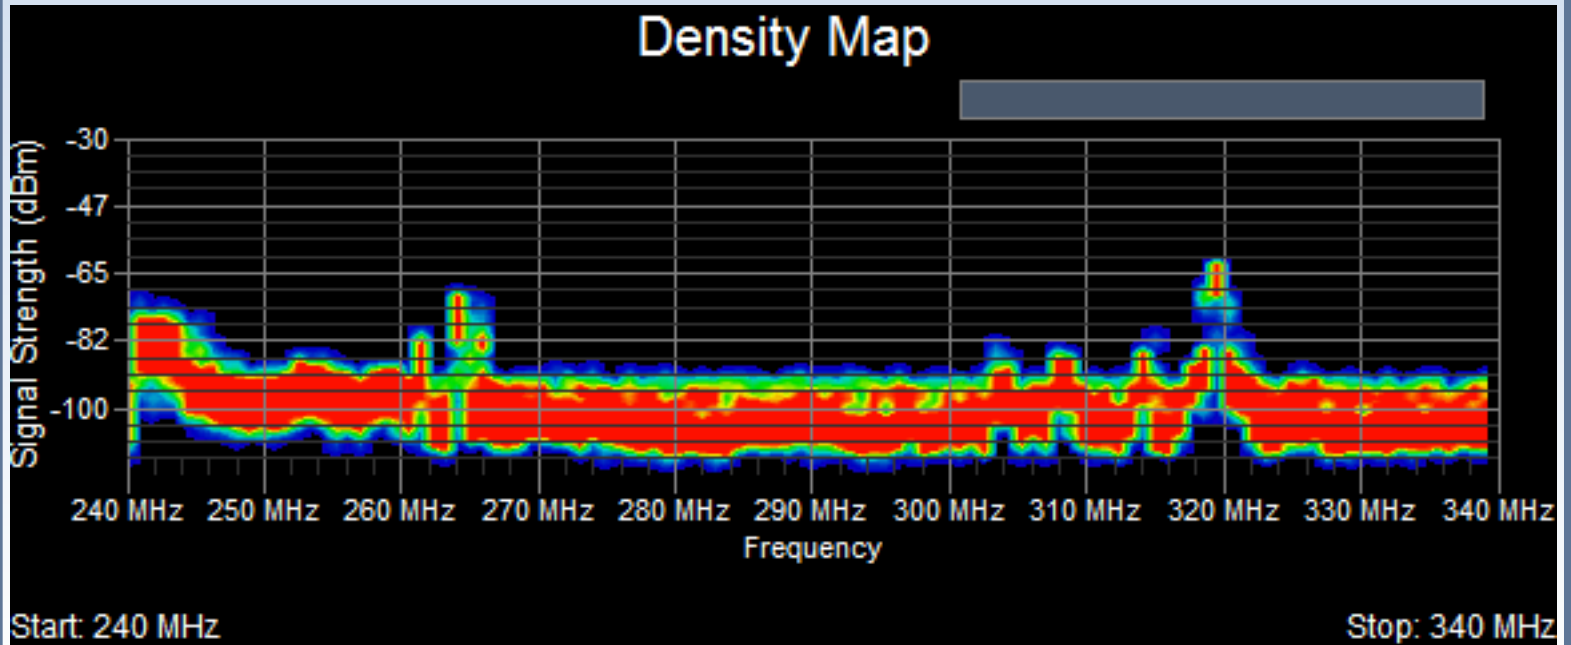 Density Map
Signal Strength (dBm)
-30
-47
-65
-82
-100
240 MHz 250 MHz 260 MHz 270 MHz 280 MHz 290 MHz 300 MHz 310 MHz 320 MHz 330 MHz 340 MHz
Frequency
Start: 240 MHz
Stop: 340 MHz